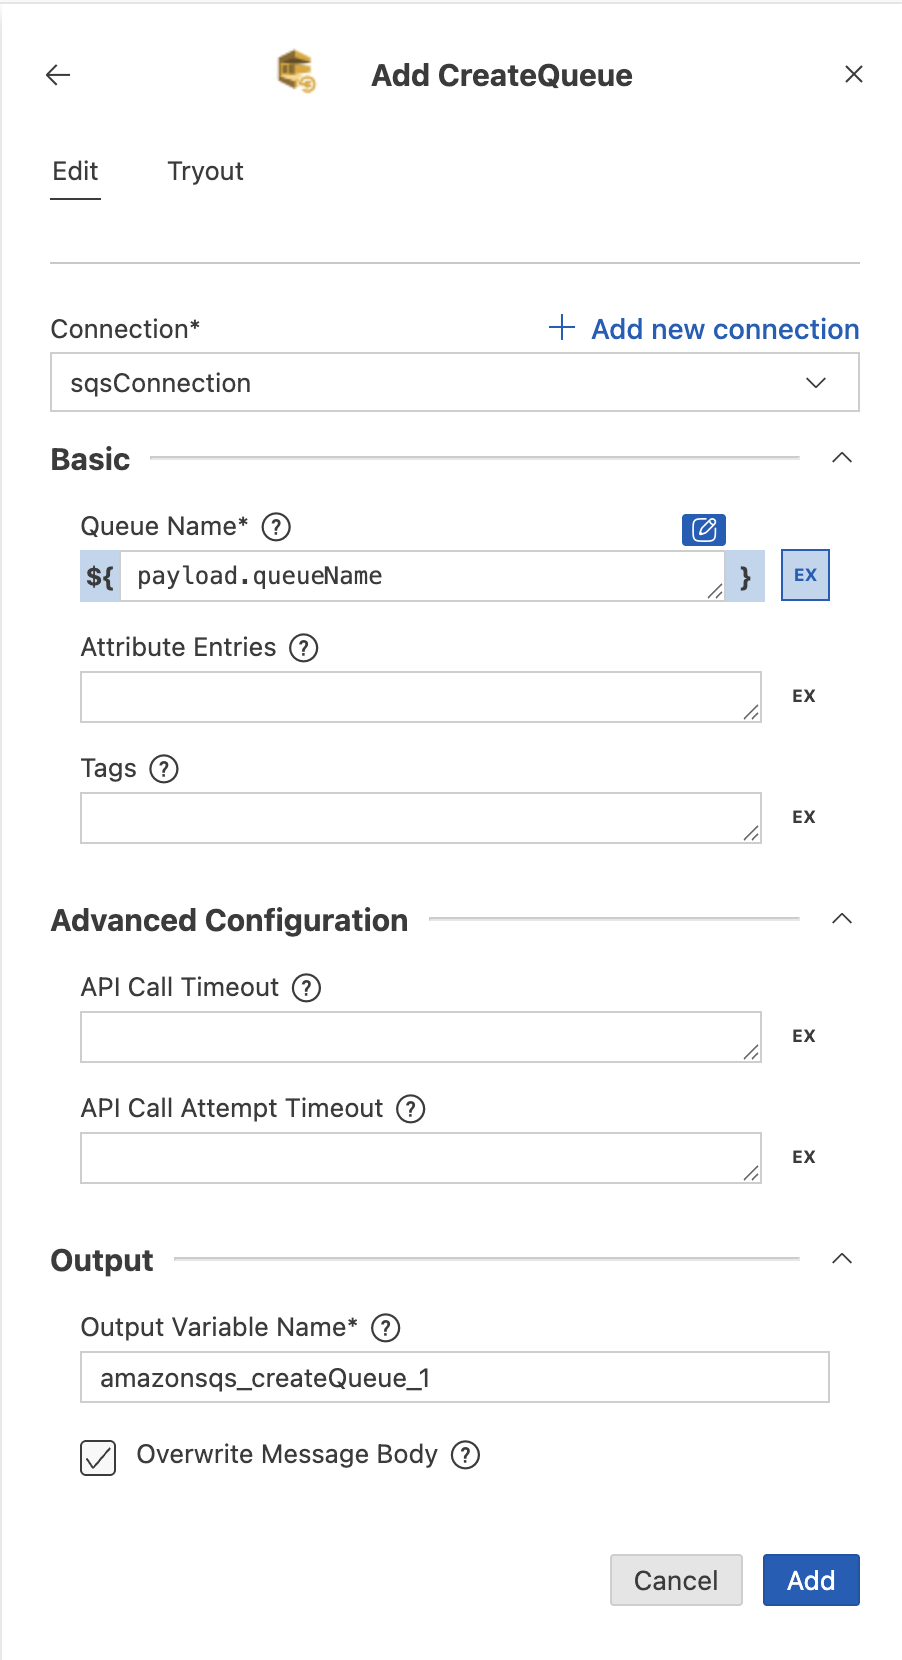 Add CreateQueue
Edit Tryout
Connection* Add new connection
sqsConnection
Basic
Queue Name* ?
${ payload.queueName } EX
Attribute Entries ?
EX
Tags ?
EX
Advanced Configuration
API Call Timeout ?
EX
API Call Attempt Timeout ?
EX
Output
Output Variable Name* ?
amazonsqs_createQueue_1
Overwrite Message Body ?
Cancel Add